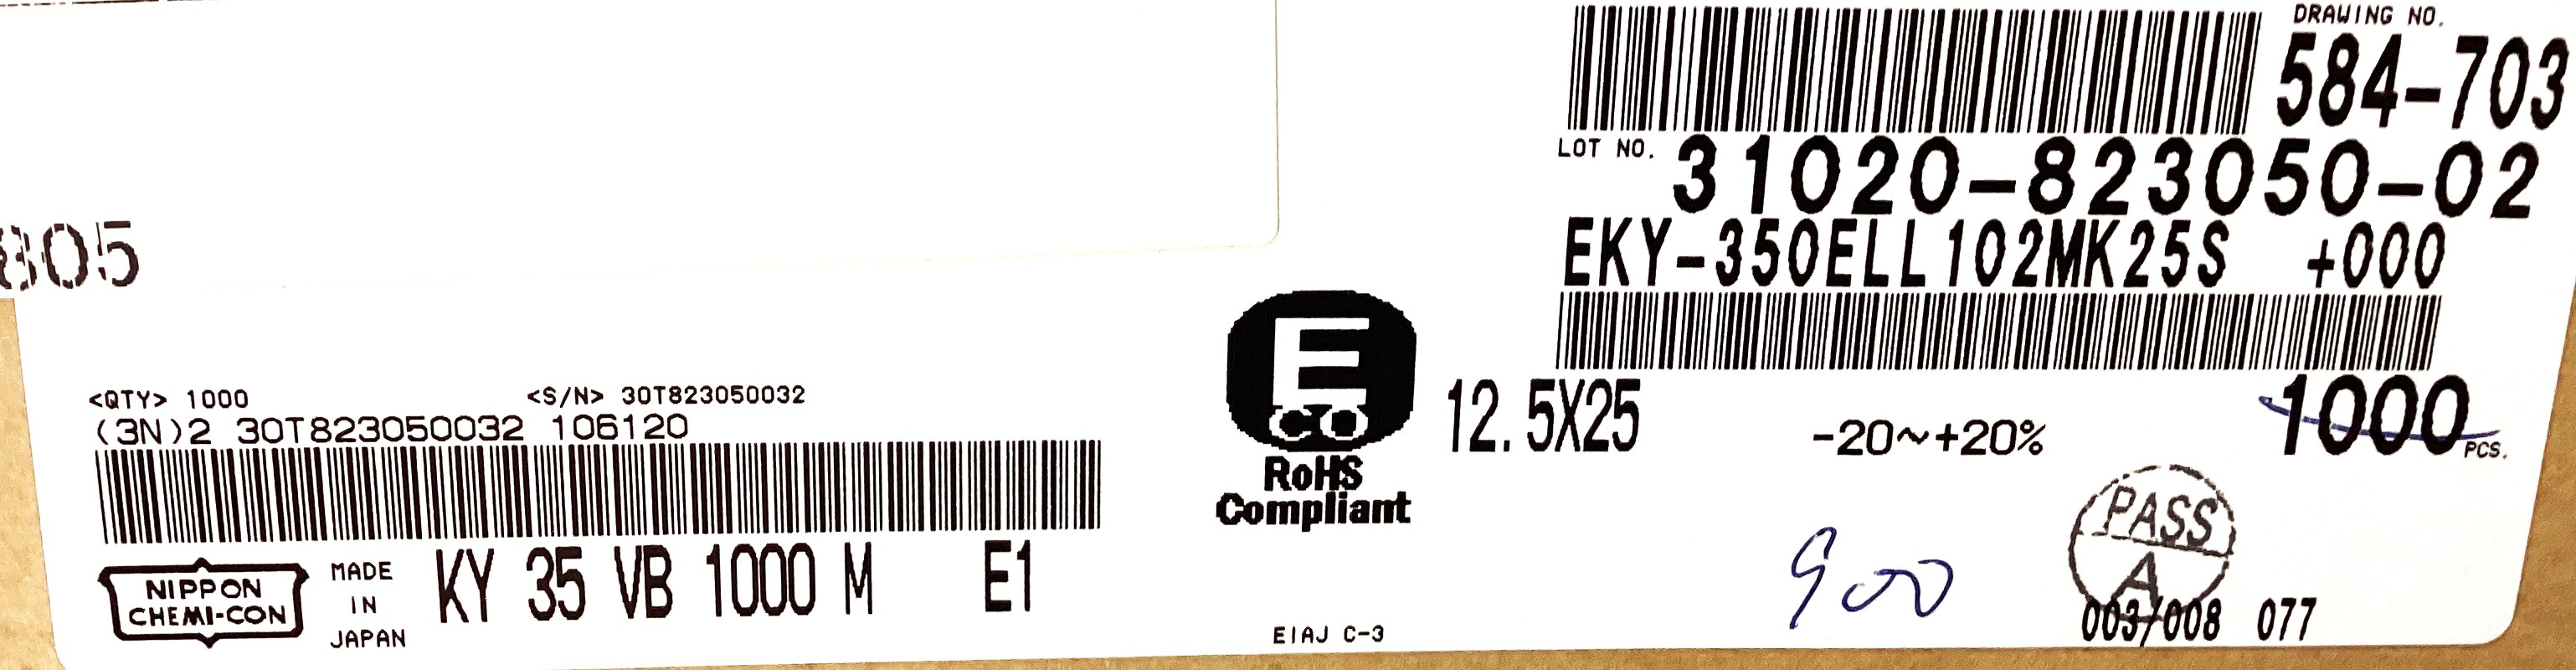 DRAWING NO.
584-703
LOT NO. 31020-823050-02
EKY-350ELL102MK25S +000
805
E
CO
RoHS
Compliant
12.5X25 -20~+20% 1000 PCS.
<QTY> 1000 <S/N> 30T823050032
(3N)2 30T823050032 106120
NIPPON
CHEMI-CON
MADE
IN
JAPAN
KY 35 VB 1000 M E1
EIAJ C-3
900
PASS
A
003/008 077